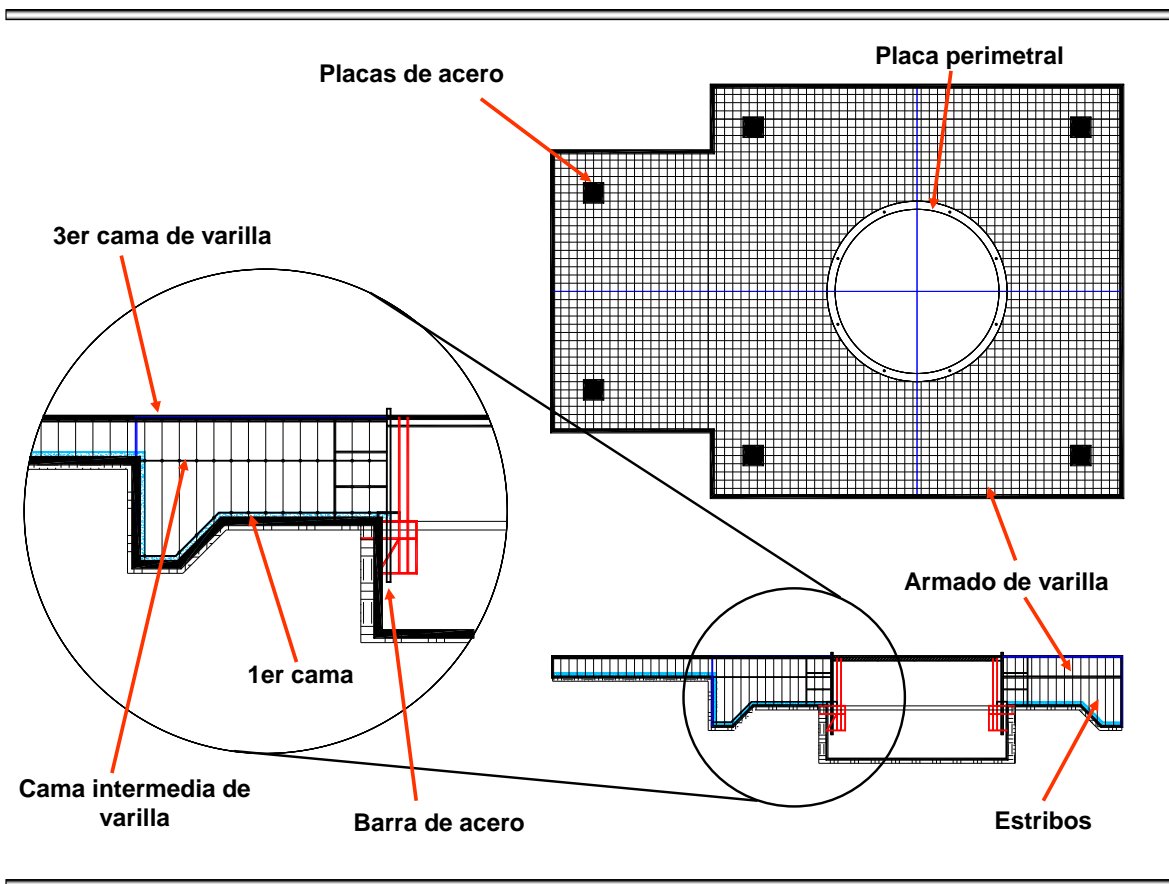 Placas de acero
Placa perimetral
3er cama de varilla
1er cama
Armado de varilla
Cama intermedia de
varilla
Barra de acero
Estribos